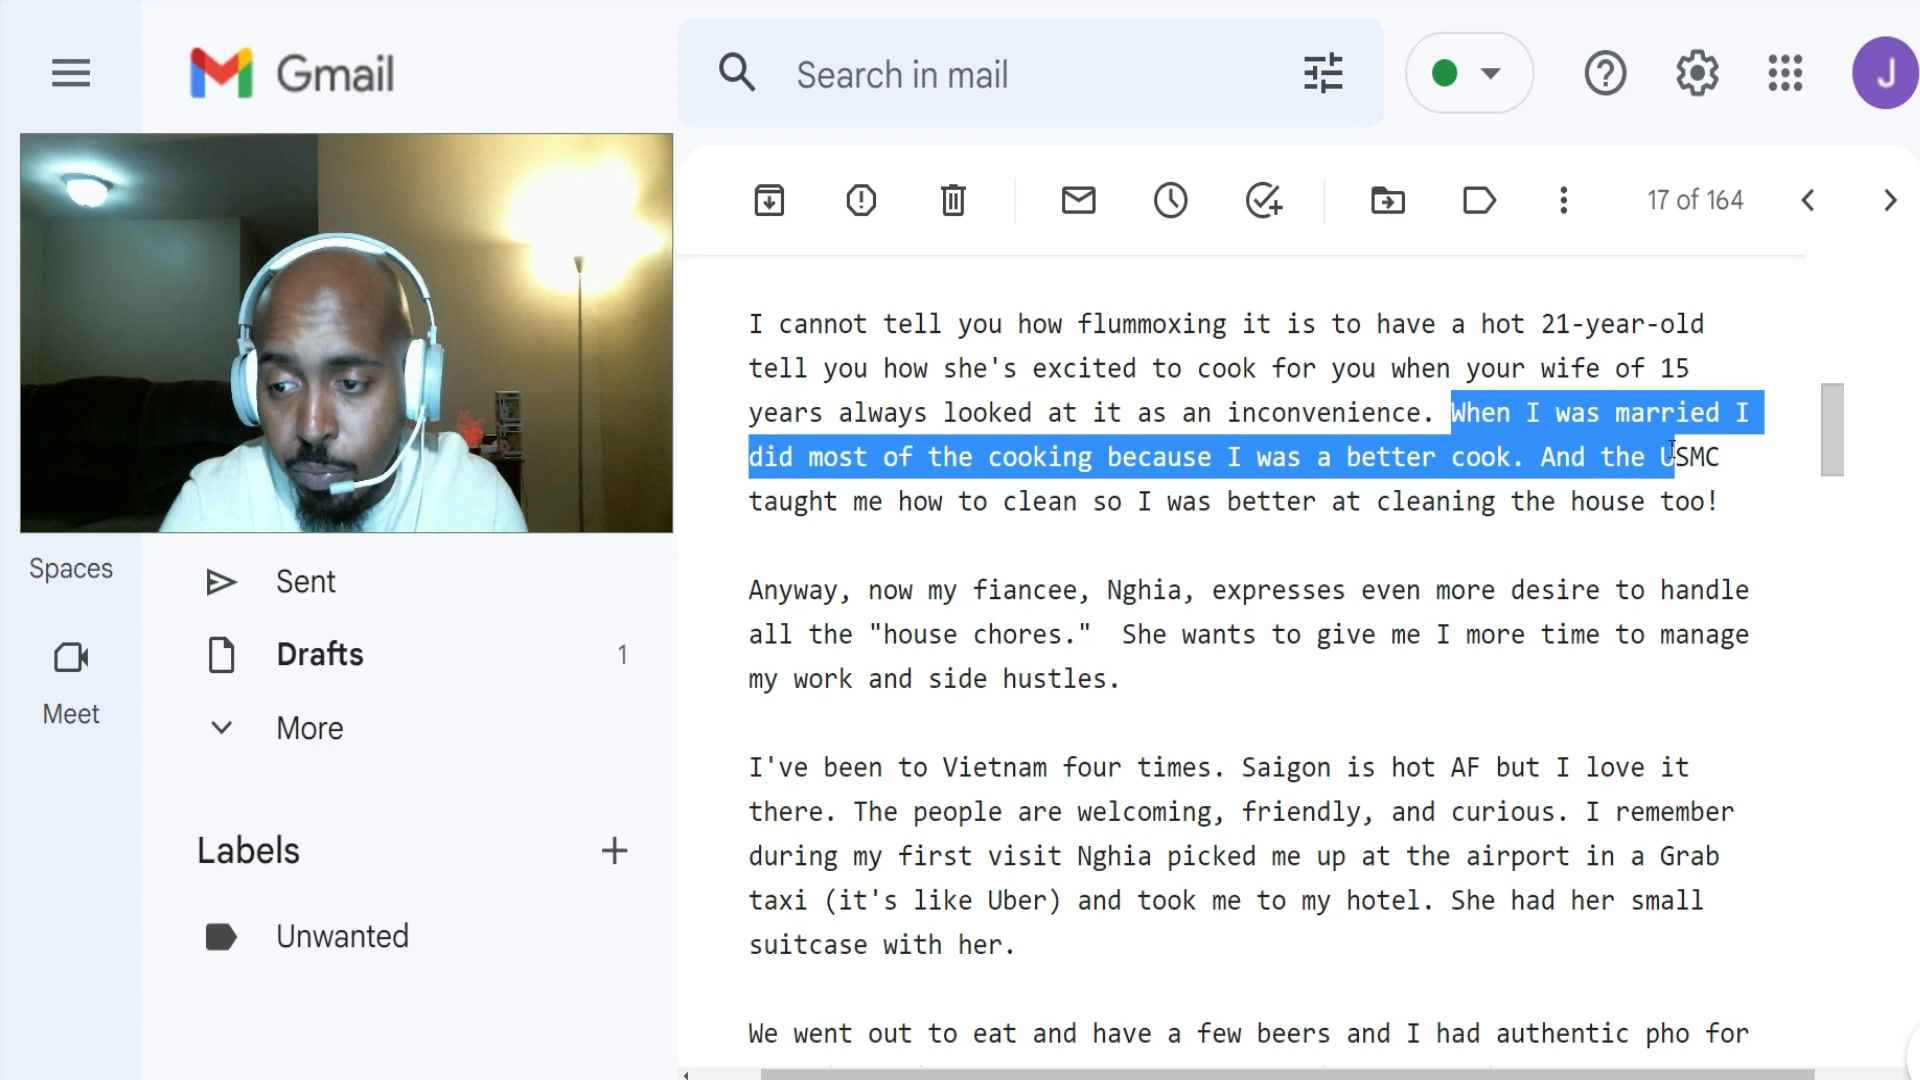 Gmail
Search in mail
J
17 of 164
Spaces
Meet
Sent
Drafts 1
More
Labels
Unwanted
I cannot tell you how flummoxing it is to have a hot 21-year-old
tell you how she's excited to cook for you when your wife of 15
years always looked at it as an inconvenience. When I was married I
did most of the cooking because I was a better cook. And the USMC
taught me how to clean so I was better at cleaning the house too!
Anyway, now my fiancee, Nghia, expresses even more desire to handle
all the "house chores."  She wants to give me I more time to manage
my work and side hustles.
I've been to Vietnam four times. Saigon is hot AF but I love it
there. The people are welcoming, friendly, and curious. I remember
during my first visit Nghia picked me up at the airport in a Grab
taxi (it's like Uber) and took me to my hotel. She had her small
suitcase with her.
We went out to eat and have a few beers and I had authentic pho for